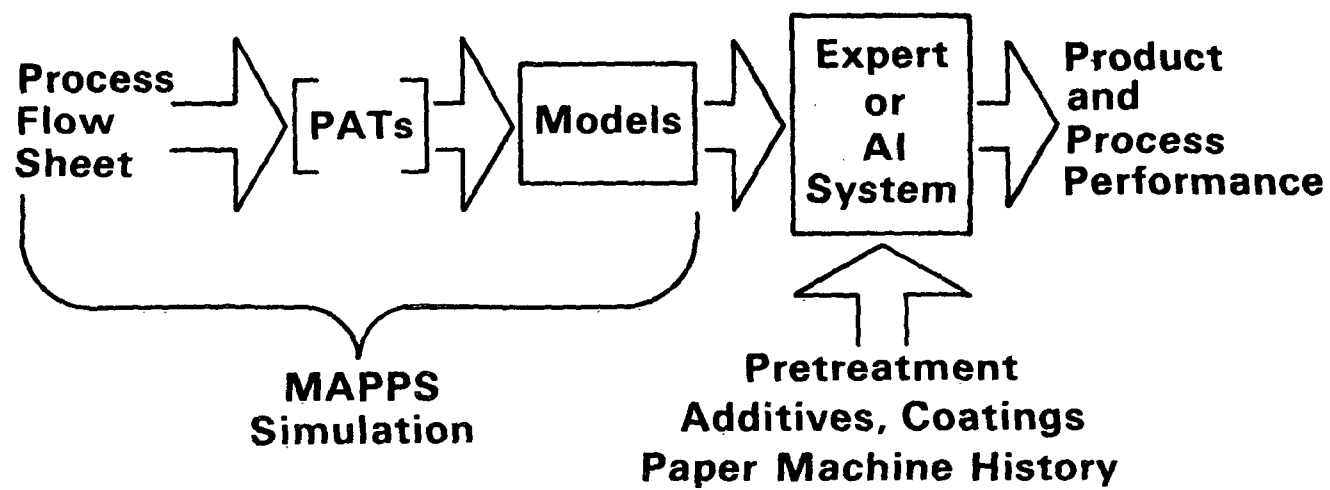 Process
Flow
Sheet
PATs
Models
Expert
or
AI
System
Product
and
Process
Performance
MAPPS
Simulation
Pretreatment
Additives, Coatings
Paper Machine History